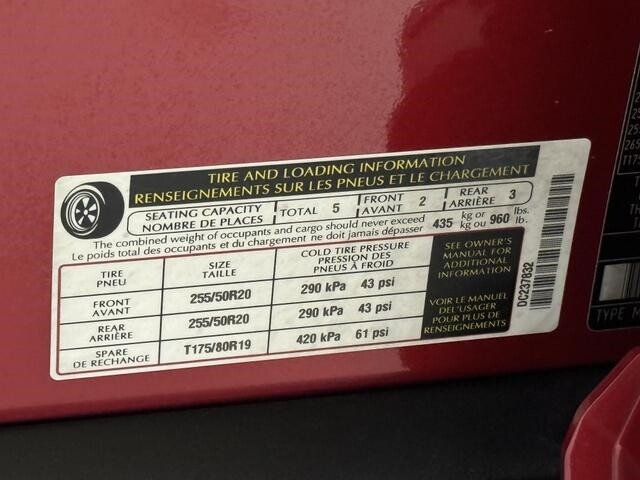 TIRE AND LOADING INFORMATION
RENSEIGNEMENTS SUR LES PNEUS ET LE CHARGEMENT
SEATING CAPACITY
NOMBRE DE PLACES
TOTAL 5
FRONT
AVANT 2
REAR
ARRIÈRE 3
The combined weight of occupants and cargo should never exceed 435 kg or 960 lbs.
Le poids total des occupants et du chargement ne doit jamais dépasser kg ou lb.
TIRE
PNEU
SIZE
TAILLE
COLD TIRE PRESSURE
PRESSION DES
PNEUS À FROID
FRONT
AVANT
255/50R20
290 kPa 43 psi
REAR
ARRIÈRE
255/50R20
290 kPa 43 psi
SPARE
DE RECHANGE
T175/80R19
420 kPa 61 psi
SEE OWNER'S
MANUAL FOR
ADDITIONAL
INFORMATION
VOIR LE MANUEL
DE L'USAGER
POUR PLUS DE
RENSEIGNEMENTS
DC237832
TYPE